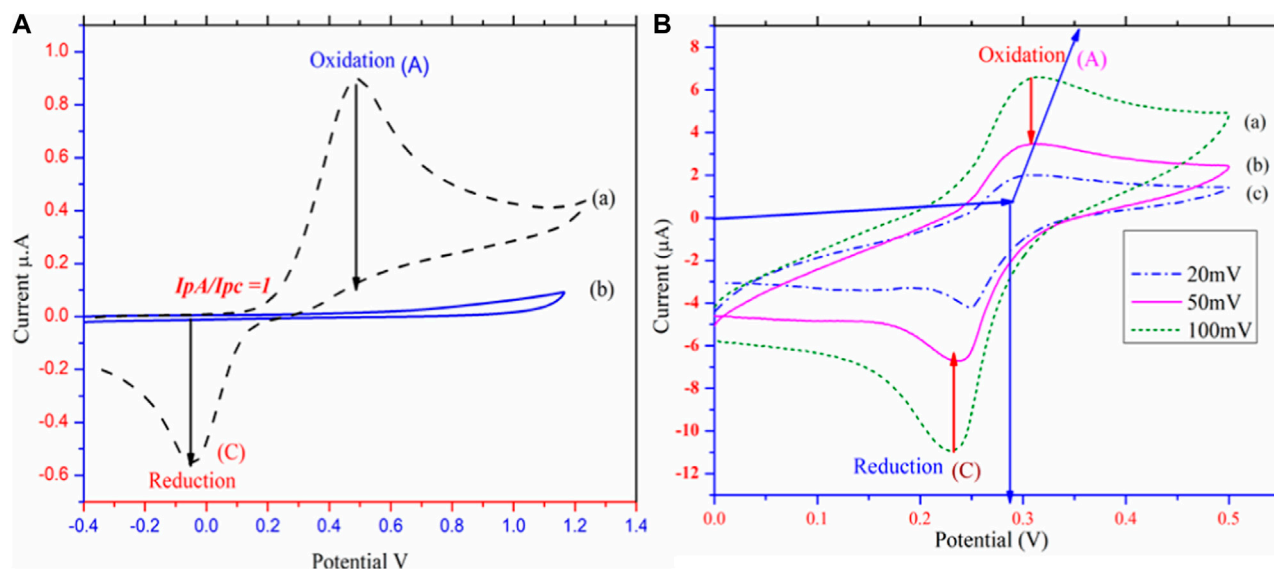 A
Oxidation (A)
(a)
IpA/Ipc =1
(b)
(C)
Reduction
Current µ.A
1.0
0.8
0.6
0.4
0.2
0.0
-0.2
-0.4
-0.6
-0.4 -0.2 0.0 0.2 0.4 0.6 0.8 1.0 1.2 1.4
Potential V
B
Oxidation (A)
(a)
(b)
(c)
20mV
50mV
100mV
Reduction (C)
Current (µA)
8
6
4
2
0
-2
-4
-6
-8
-10
-12
0.0 0.1 0.2 0.3 0.4 0.5
Potential (V)